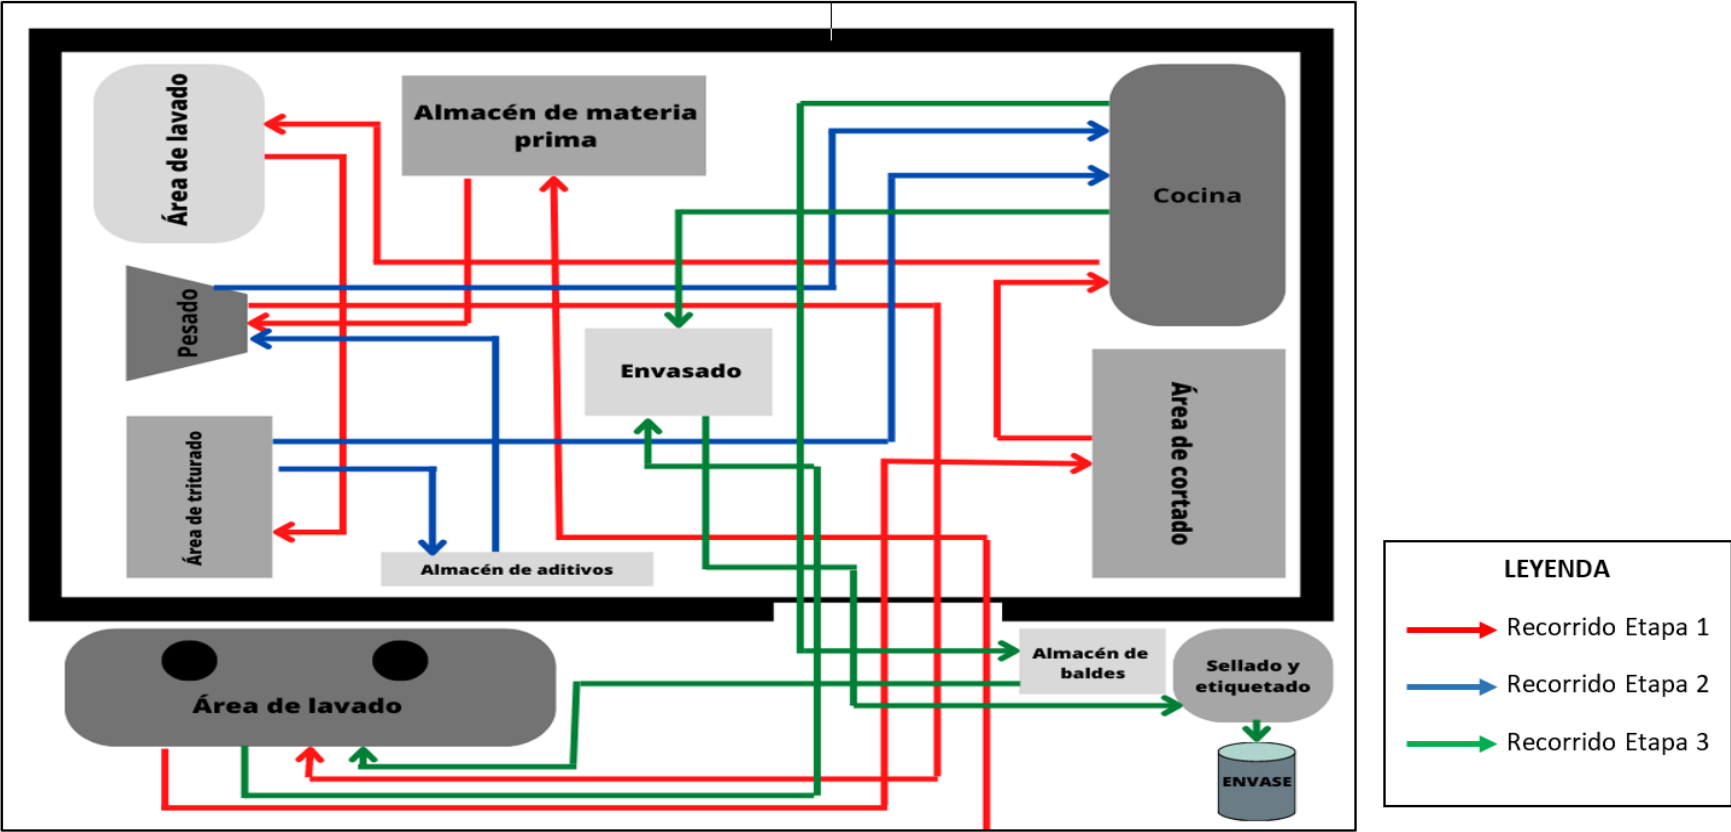 Área de lavado
Almacén de materia
prima
Cocina
Pesado
Envasado
Área de cortado
Área de triturado
Almacén de aditivos
Área de lavado
Almacén de
baldes
Sellado y
etiquetado
ENVASE
LEYENDA
Recorrido Etapa 1
Recorrido Etapa 2
Recorrido Etapa 3